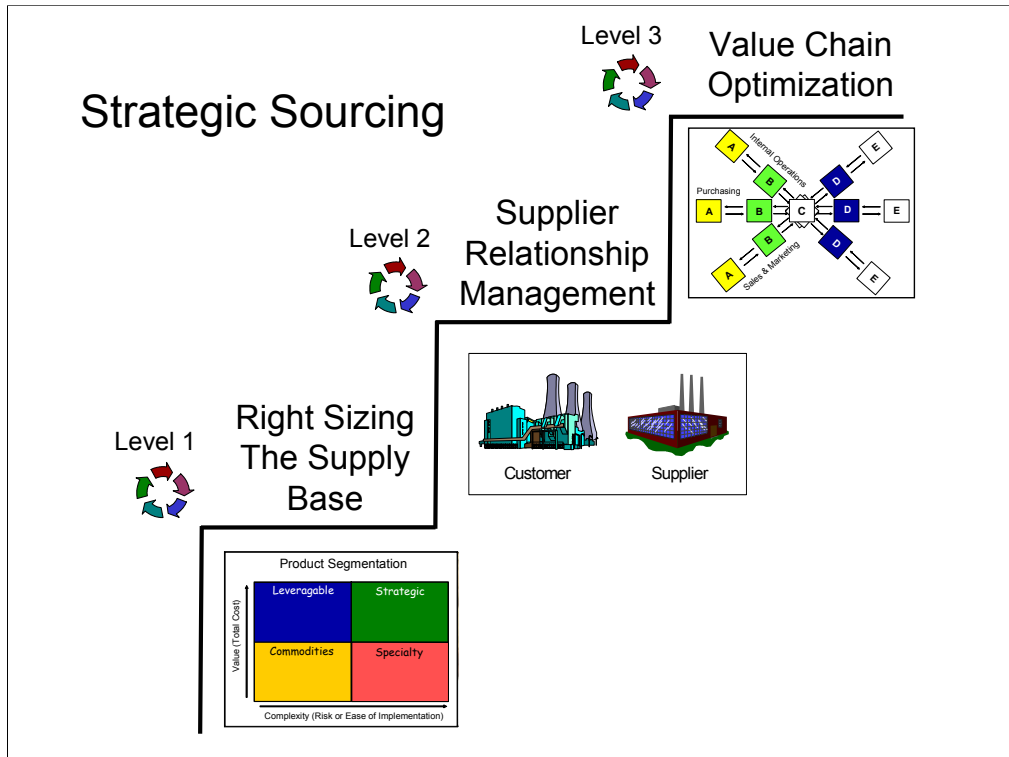 Strategic Sourcing
Level 3
Value Chain
Optimization
A
B
Internal Operations
D
E
Purchasing
A
B
C
D
E
A
B
Sales & Marketing
D
E
Level 2
Supplier
Relationship
Management
Customer
Supplier
Level 1
Right Sizing
The Supply
Base
Product Segmentation
Value (Total Cost)
Leveragable
Strategic
Commodities
Specialty
Complexity (Risk or Ease of Implementation)